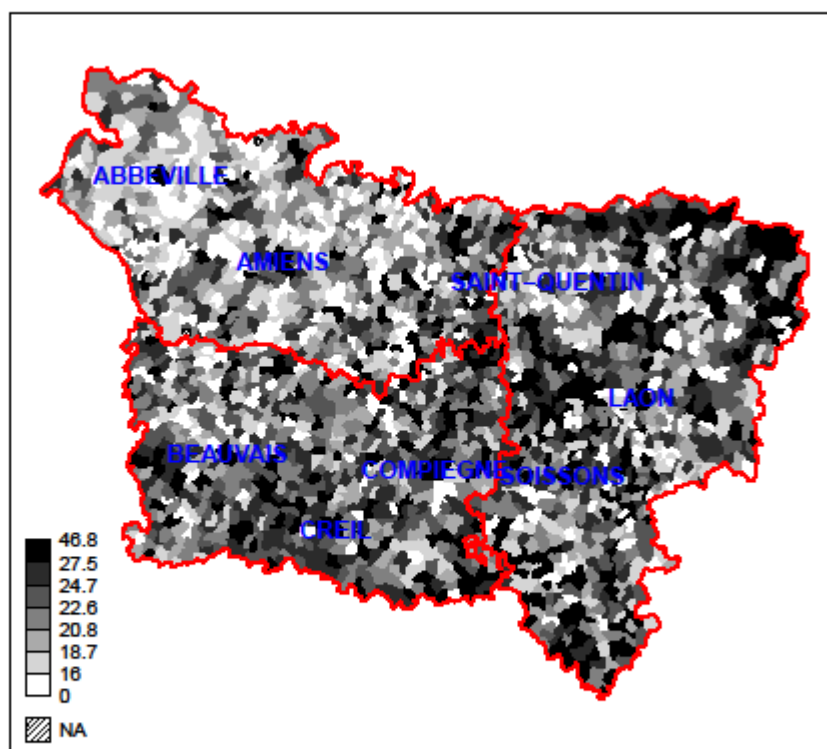 ABBEVILLE
AMIENS
SAINT–QUENTIN
LAON
BEAUVAIS
COMPIEGNE
SOISSONS
CREIL
46.8
27.5
24.7
22.6
20.8
18.7
16
0
NA